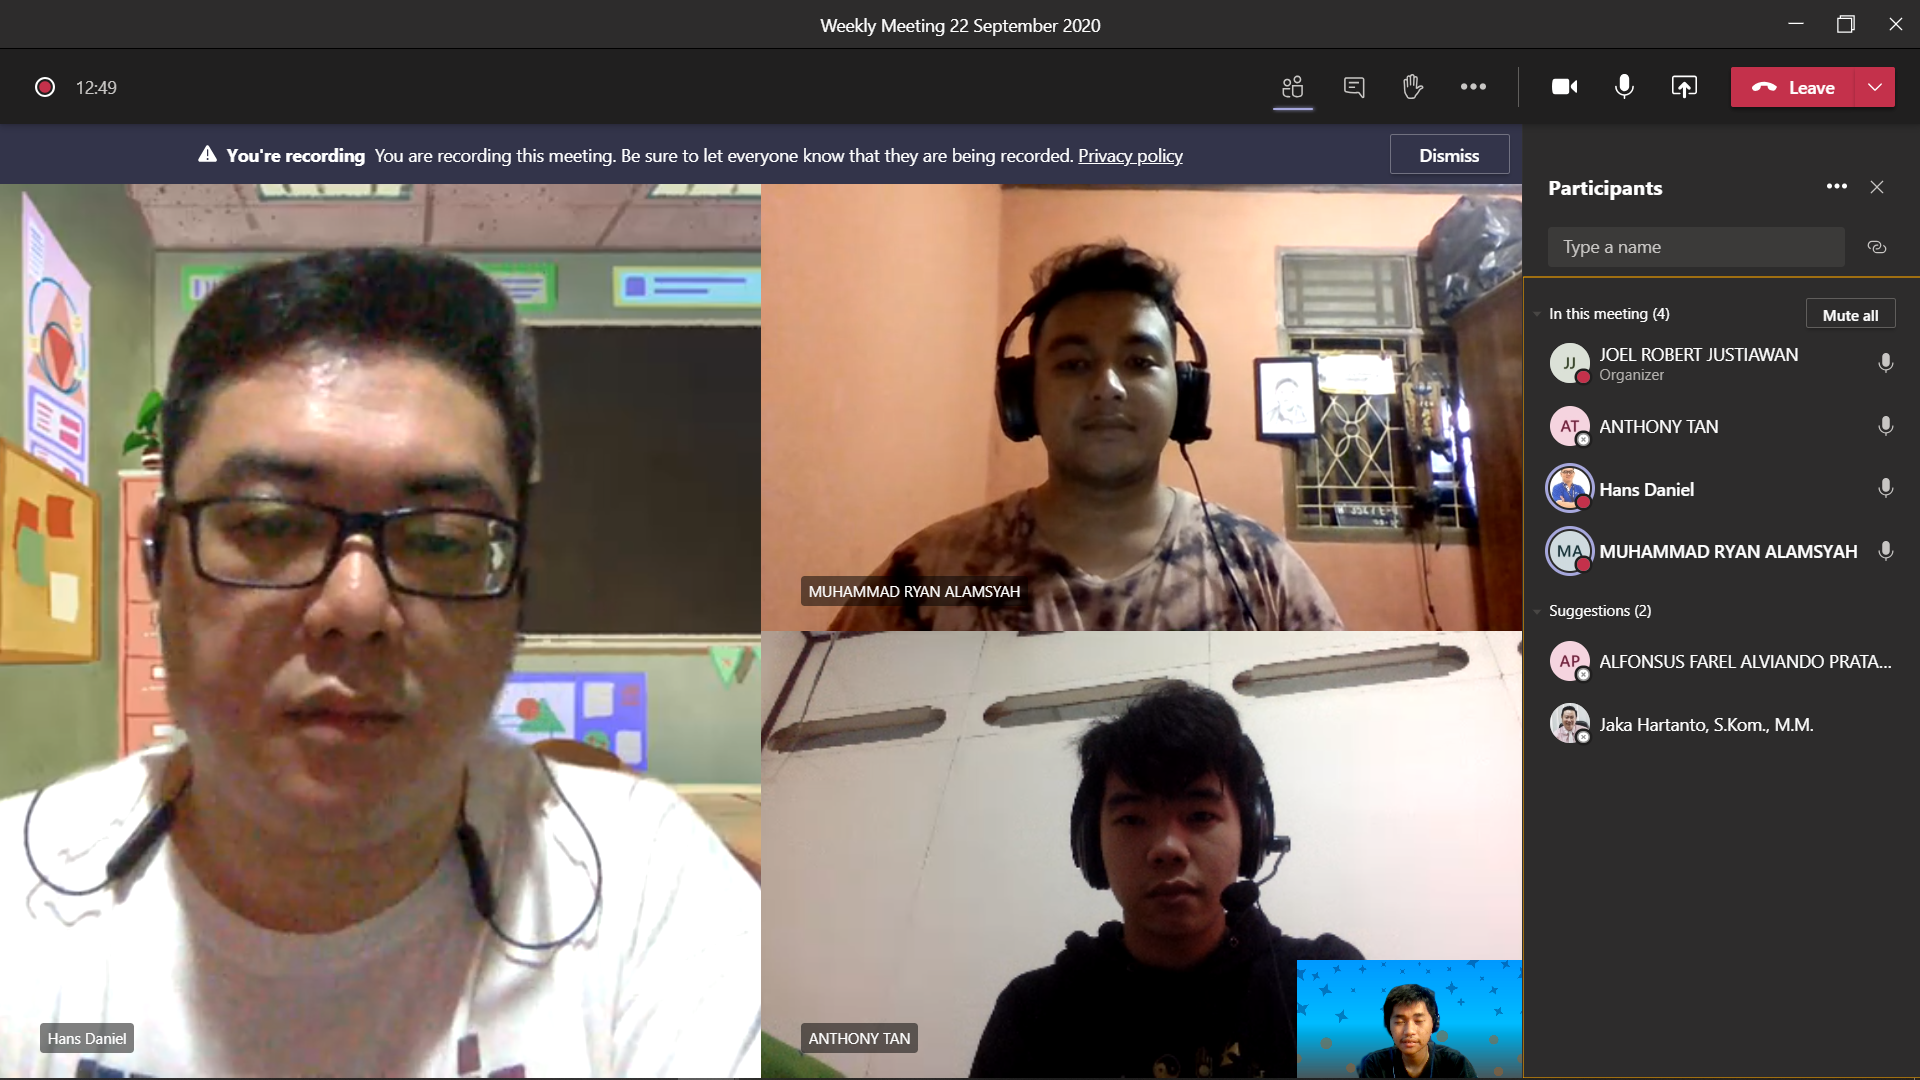 Weekly Meeting 22 September 2020
12:49
Leave
You're recording You are recording this meeting. Be sure to let everyone know that they are being recorded. Privacy policy
Dismiss
Participants
Type a name
In this meeting (4)
Mute all
JJ
JOEL ROBERT JUSTIAWAN
Organizer
AT
ANTHONY TAN
Hans Daniel
MA
MUHAMMAD RYAN ALAMSYAH
Suggestions (2)
AP
ALFONSUS FAREL ALVIANDO PRATA...
Jaka Hartanto, S.Kom., M.M.
MUHAMMAD RYAN ALAMSYAH
Hans Daniel
ANTHONY TAN